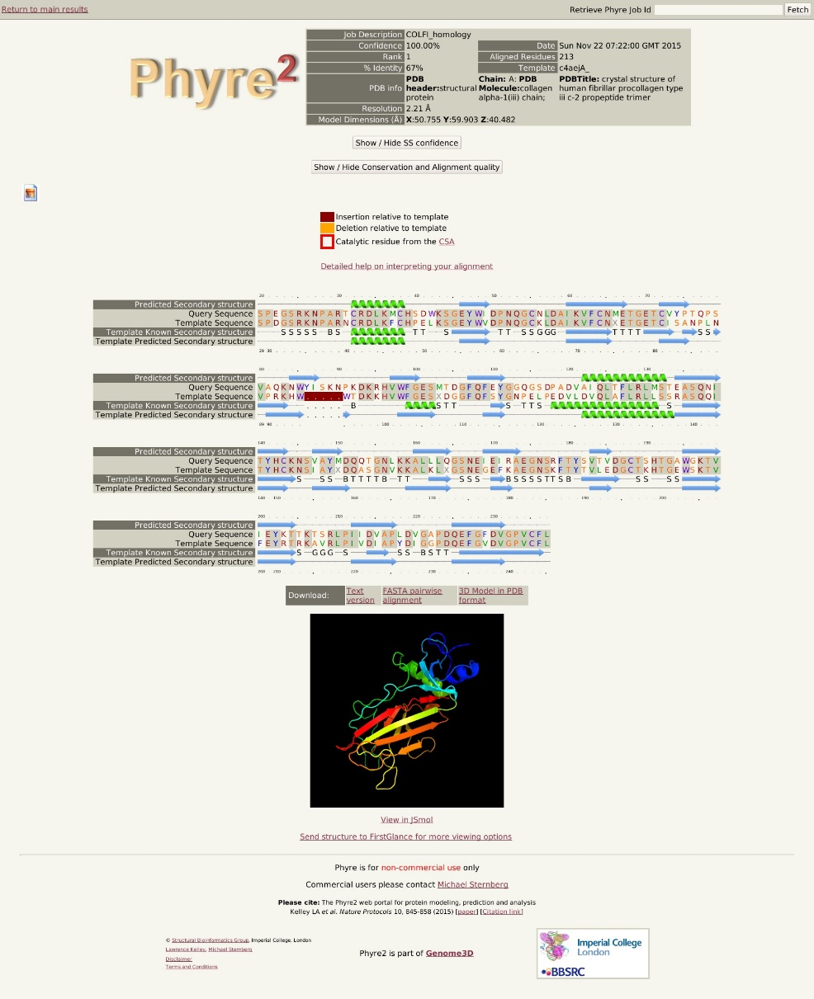 Return to main results
Retrieve Phyre Job Id
Fetch
Phyre2
Job Description COLFI_homology
Confidence 100.00% Date Sun Nov 22 07:22:00 GMT 2015
Rank 1 Aligned Residues 213
% Identity 67% Template c4aejA_
PDB info PDB header:structural protein Chain: A: PDB Molecule:collagen alpha-1(iii) chain; PDBTitle: crystal structure of human fibrillar procollagen type iii c-2 propeptide trimer
Resolution 2.21 Å
Model Dimensions (Å) X:50.755 Y:59.903 Z:40.482
Show / Hide SS confidence
Show / Hide Conservation and Alignment quality
Insertion relative to template
Deletion relative to template
Catalytic residue from the CSA
Detailed help on interpreting your alignment
20 30 40 50 60 70
Predicted Secondary structure
Query Sequence SPEGSRKNPARTCRDLKMCHSDWKSGEYWIDPNQGCNLDAIKVFCNMETGETCVYPTQPS
Template Sequence SPDGSRKNPARNCRDLKFCHPELKSGEYWVDPNQGCKLDAIKVFCNXETGETCISANPLN
Template Known Secondary structure SSSSS BS TT S TT SSGGG TTTT SS
Template Predicted Secondary structure
29 30 40 50 60 70 80
80 90 100 110 120 130
Predicted Secondary structure
Query Sequence VAQKNWYISKNPKDKRHVWFGESMTDGFQFEYGGQGSDPADVAIQLTFLRLMSTEASQNI
Template Sequence VPRKHW.....WTDKKHVWFGESXDGGFQFSYGNPELPEDVLDVQLAFLRLLSSRASQNI
Template Known Secondary structure ..... B STT S TTS S
Template Predicted Secondary structure .....
89 90 100 110 120 130 140
140 150 160 170 180 190
Predicted Secondary structure
Query Sequence TYHCKNSVAYMDQQTGNLKKALLLQGSNEIEIRAEGNSRFTYSVTVDGCTSHTGAWGKTV
Template Sequence TYHCKNSIAYXDQASGNVKKALKLXGSNEGEFKAEGNSKFTYTVLEDGCTKHTGEWSKTV
Template Known Secondary structure S SS BTTTTB TT SSS BSSSSTTSB SS SS
Template Predicted Secondary structure
148 150 160 170 180 190 200
200 210 220 230
Predicted Secondary structure
Query Sequence IEYKTTKTSRLPIIDVAPLDVGAPDQEFGFDVGPVCFL
Template Sequence FEYRTRKAVRLPIVDIAPYDIGGPDQEFGVDVGPVCFL
Template Known Secondary structure S GGG S SS BSTT
Template Predicted Secondary structure
208 210 220 230 240
Download: Text version FASTA pairwise alignment 3D Model in PDB format
View in JSmol
Send structure to FirstGlance for more viewing options
Phyre is for non-commercial use only
Commercial users please contact Michael Sternberg
Please cite: The Phyre2 web portal for protein modeling, prediction and analysis
Kelley LA et al. Nature Protocols 10, 845-858 (2015) [paper] [Citation link]
© Structural Bioinformatics Group, Imperial College, London
Lawrence Kelley, Michael Sternberg
Disclaimer
Terms and Conditions
Phyre2 is part of Genome3D
Imperial College
London
BBSRC